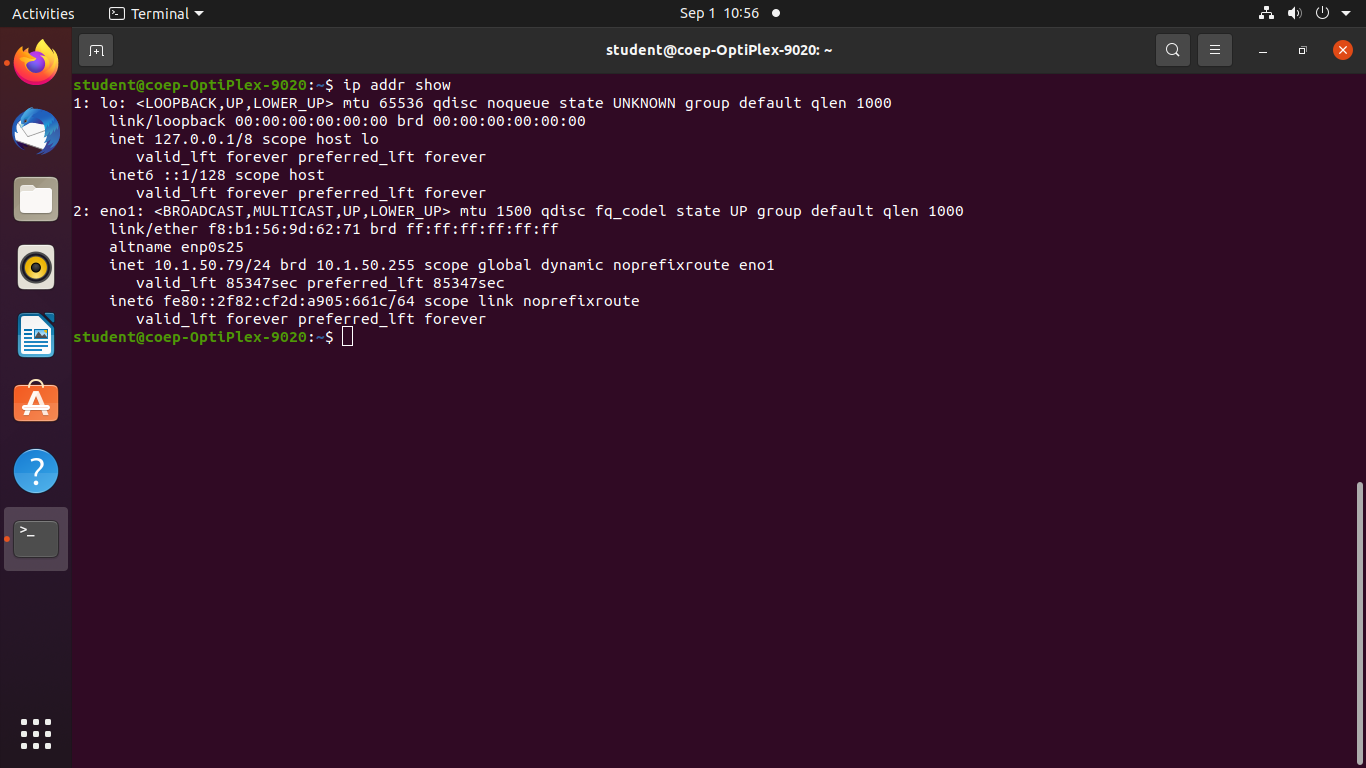 Activities Terminal Sep 1 10:56
student@coep-OptiPlex-9020: ~
student@coep-OptiPlex-9020:~$ ip addr show
1: lo: <LOOPBACK,UP,LOWER_UP> mtu 65536 qdisc noqueue state UNKNOWN group default qlen 1000
    link/loopback 00:00:00:00:00:00 brd 00:00:00:00:00:00
    inet 127.0.0.1/8 scope host lo
       valid_lft forever preferred_lft forever
    inet6 ::1/128 scope host
       valid_lft forever preferred_lft forever
2: eno1: <BROADCAST,MULTICAST,UP,LOWER_UP> mtu 1500 qdisc fq_codel state UP group default qlen 1000
    link/ether f8:b1:56:9d:62:71 brd ff:ff:ff:ff:ff:ff
    altname enp0s25
    inet 10.1.50.79/24 brd 10.1.50.255 scope global dynamic noprefixroute eno1
       valid_lft 85347sec preferred_lft 85347sec
    inet6 fe80::2f82:cf2d:a905:661c/64 scope link noprefixroute
       valid_lft forever preferred_lft forever
student@coep-OptiPlex-9020:~$